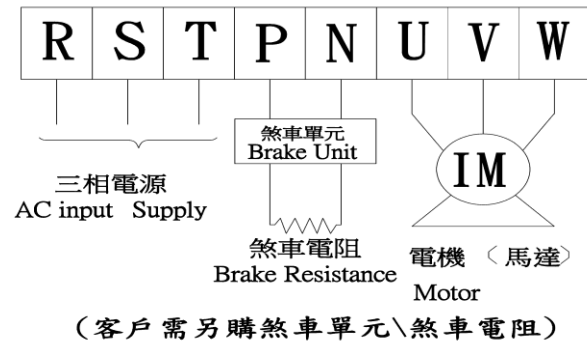 R S T P N U V W
煞車單元
Brake Unit
IM
三相電源
AC input Supply
煞車電阻
Brake Resistance
電機〈馬達〉
Motor
(客戶需另購煞車單元\煞車電阻)